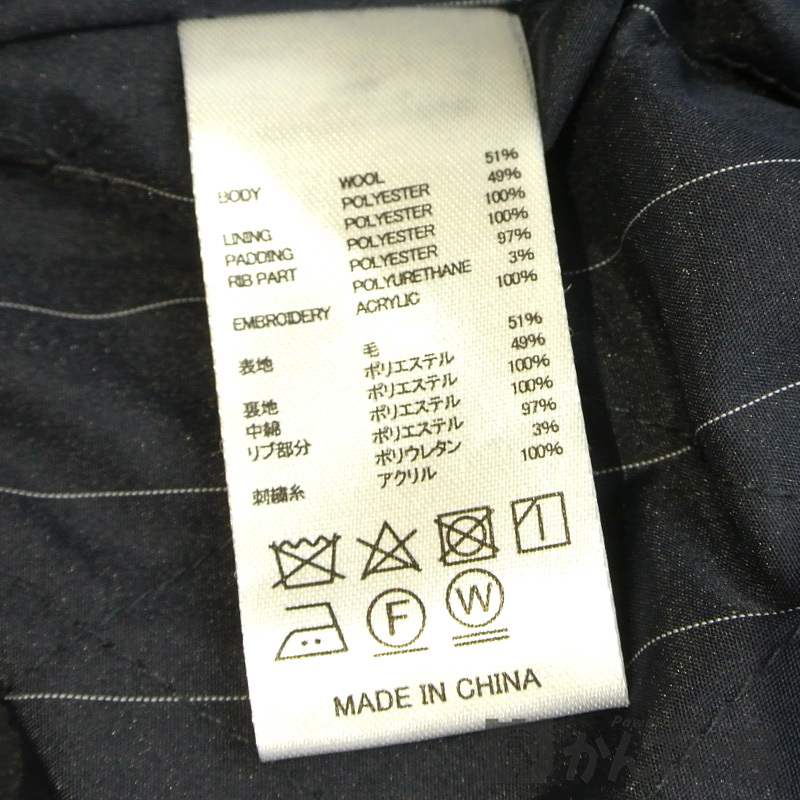 BODY WOOL 51%
POLYESTER 49%
LINING POLYESTER 100%
PADDING POLYESTER 100%
RIB PART POLYESTER 97%
POLYURETHANE 3%
EMBROIDERY ACRYLIC 100%
表地 毛 51%
ポリエステル 49%
裏地 ポリエステル 100%
中綿 ポリエステル 100%
リブ部分 ポリエステル 97%
ポリウレタン 3%
刺繍糸 アクリル 100%
F W
MADE IN CHINA
かん